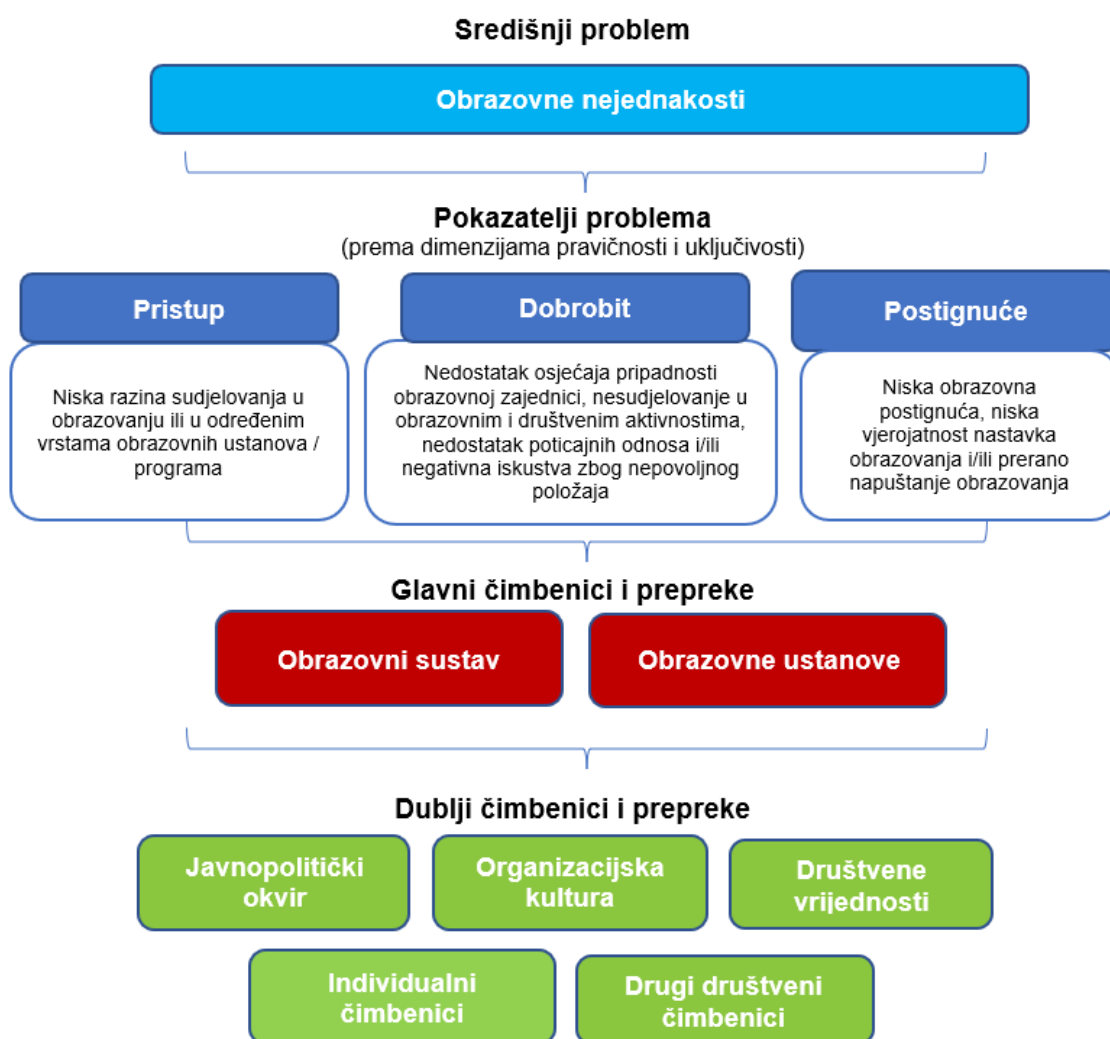 Središnji problem
Obrazovne nejednakosti
Pokazatelji problema
(prema dimenzijama pravičnosti i uključivosti)
Pristup
Niska razina sudjelovanja u
obrazovanju ili u određenim
vrstama obrazovnih ustanova /
programa
Dobrobit
Nedostatak osjećaja pripadnosti
obrazovnoj zajednici, nesudjelovanje u
obrazovnim i društvenim aktivnostima,
nedostatak poticajnih odnosa i/ili
negativna iskustva zbog nepovoljnog
položaja
Postignuće
Niska obrazovna
postignuća, niska
vjerojatnost nastavka
obrazovanja i/ili prerano
napuštanje obrazovanja
Glavni čimbenici i prepreke
Obrazovni sustav
Obrazovne ustanove
Dublji čimbenici i prepreke
Javnopolitički
okvir
Organizacijska
kultura
Društvene
vrijednosti
Individualni
čimbenici
Drugi društveni
čimbenici